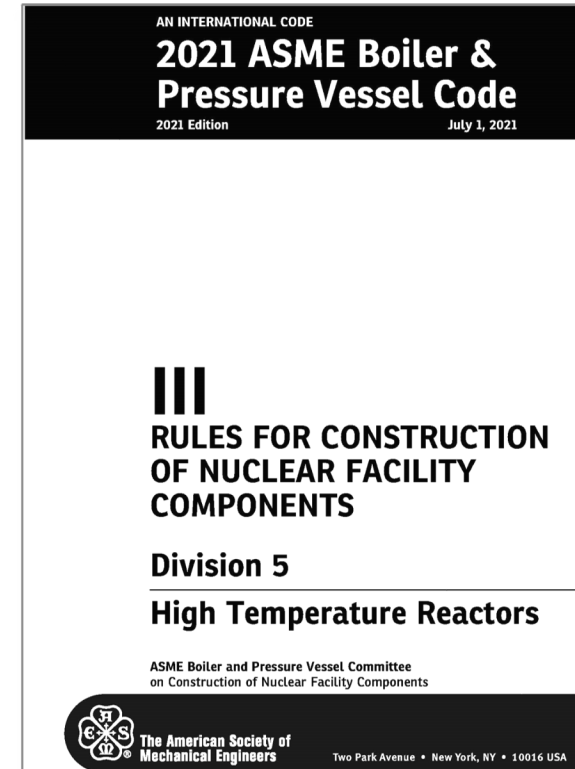 AN INTERNATIONAL CODE
2021 ASME Boiler &
Pressure Vessel Code
2021 Edition July 1, 2021
III
RULES FOR CONSTRUCTION
OF NUCLEAR FACILITY
COMPONENTS
Division 5
High Temperature Reactors
ASME Boiler and Pressure Vessel Committee
on Construction of Nuclear Facility Components
A
E S
M ®
The American Society of
Mechanical Engineers
Two Park Avenue • New York, NY • 10016 USA